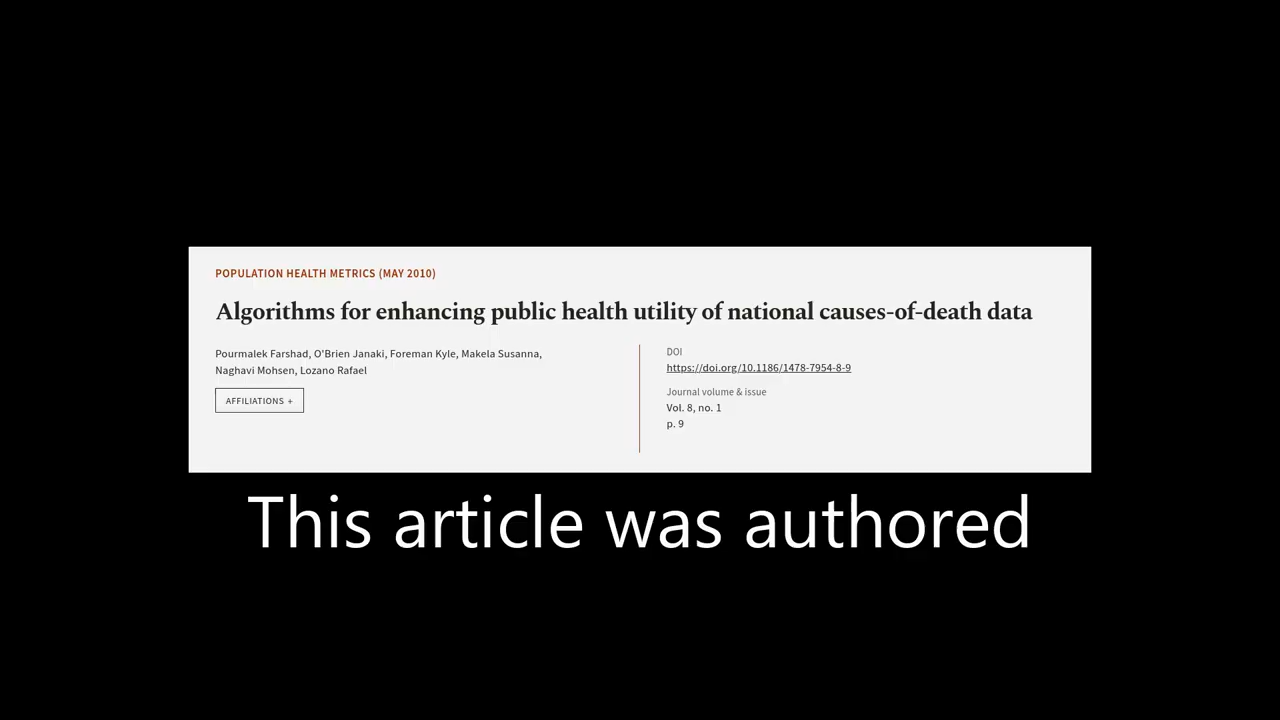 POPULATION HEALTH METRICS (MAY 2010)
Algorithms for enhancing public health utility of national causes-of-death data
Pourmalek Farshad, O'Brien Janaki, Foreman Kyle, Makela Susanna,
Naghavi Mohsen, Lozano Rafael
AFFILIATIONS +
DOI
https://doi.org/10.1186/1478-7954-8-9
Journal volume & issue
Vol. 8, no. 1
p. 9
This article was authored